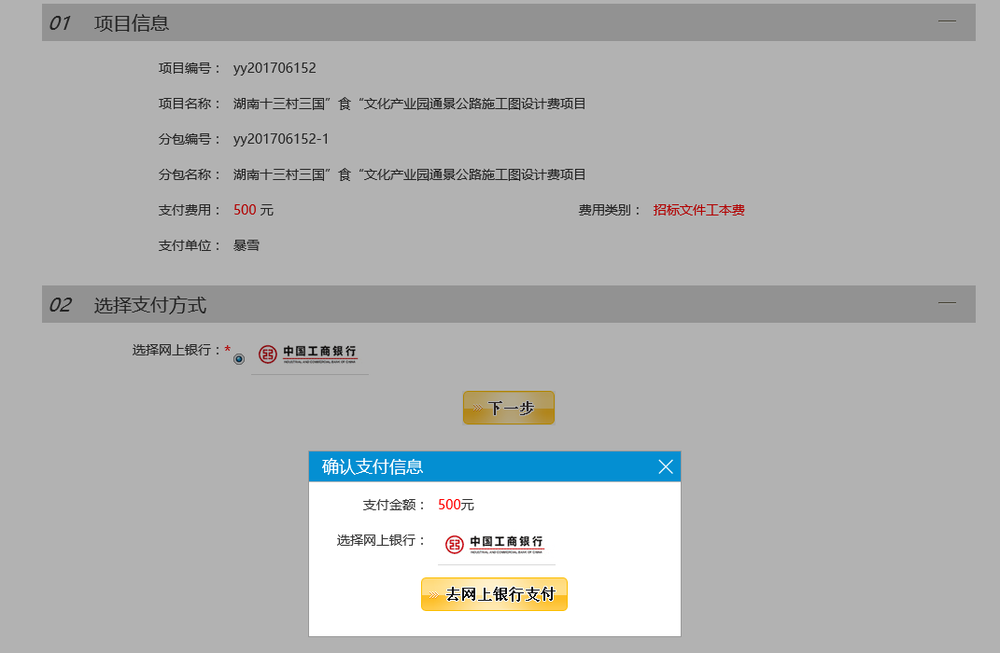 01 项目信息
项目编号： yy201706152
项目名称： 湖南十三村三国”食“文化产业园通景公路施工图设计费项目
分包编号： yy201706152-1
分包名称： 湖南十三村三国”食“文化产业园通景公路施工图设计费项目
支付费用： 500 元 费用类别： 招标文件工本费
支付单位： 暴雪
02 选择支付方式
选择网上银行：* 中国工商银行
INDUSTRIAL AND COMMERCIAL BANK OF CHINA
下一步
确认支付信息
支付金额： 500元
选择网上银行： 中国工商银行
INDUSTRIAL AND COMMERCIAL BANK OF CHINA
去网上银行支付